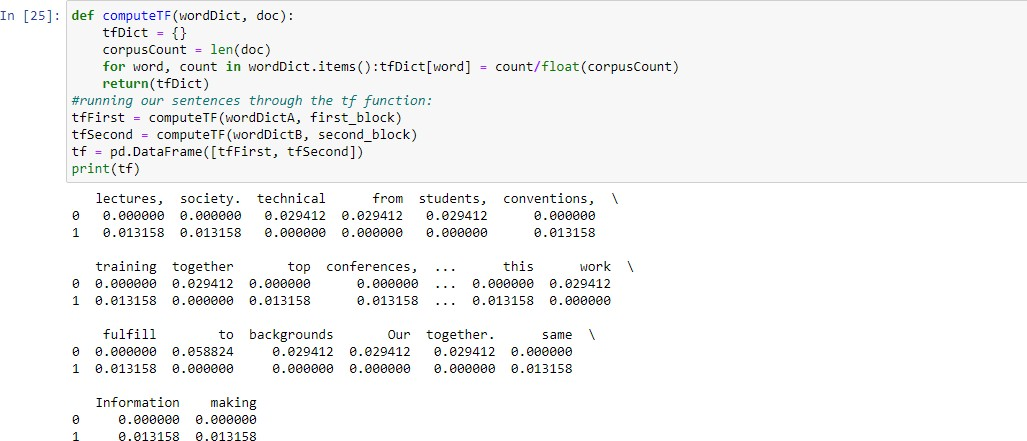 In [25]: def computeTF(wordDict, doc):
    tfDict = {}
    corpusCount = len(doc)
    for word, count in wordDict.items():tfDict[word] = count/float(corpusCount)
    return(tfDict)
#running our sentences through the tf function:
tfFirst = computeTF(wordDictA, first_block)
tfSecond = computeTF(wordDictB, second_block)
tf = pd.DataFrame([tfFirst, tfSecond])
print(tf)
   lectures,  society.  technical      from  students,  conventions,  \
0   0.000000  0.000000   0.029412  0.029412   0.029412      0.000000
1   0.013158  0.013158   0.000000  0.000000   0.000000      0.013158
   training  together       top  conferences,  ...      this      work  \
0  0.000000  0.029412  0.000000      0.000000  ...  0.000000  0.029412
1  0.013158  0.000000  0.013158      0.013158  ...  0.013158  0.000000
    fulfill        to  backgrounds       Our  together.      same  \
0  0.000000  0.058824     0.029412  0.029412   0.029412  0.000000
1  0.013158  0.000000     0.000000  0.000000   0.000000  0.013158
   Information    making
0     0.000000  0.000000
1     0.013158  0.013158